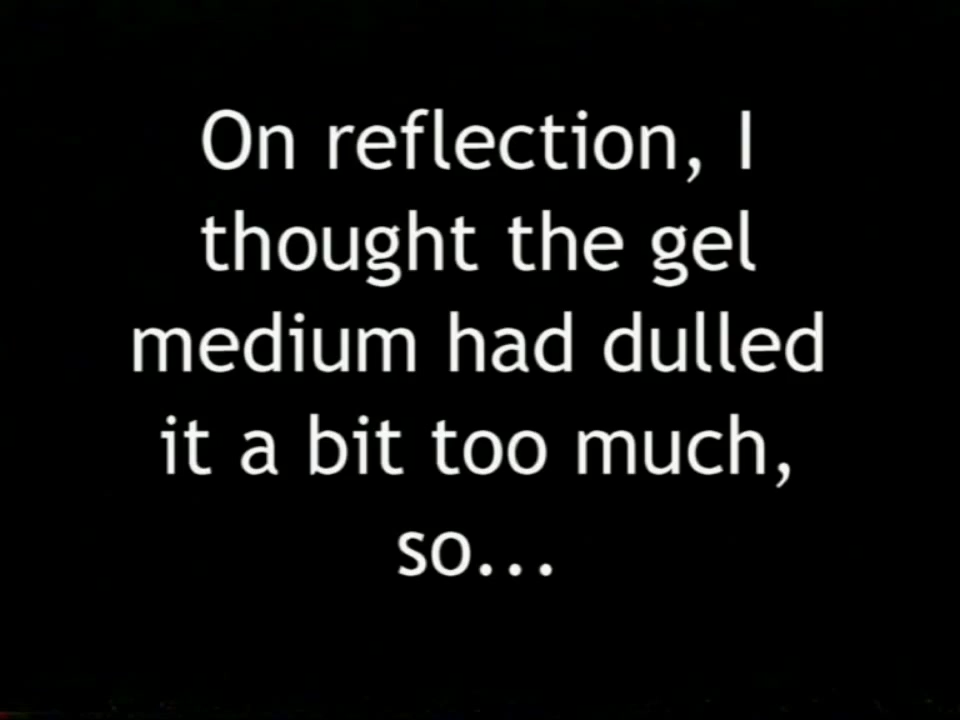 On reflection, I
thought the gel
medium had dulled
it a bit too much,
so...